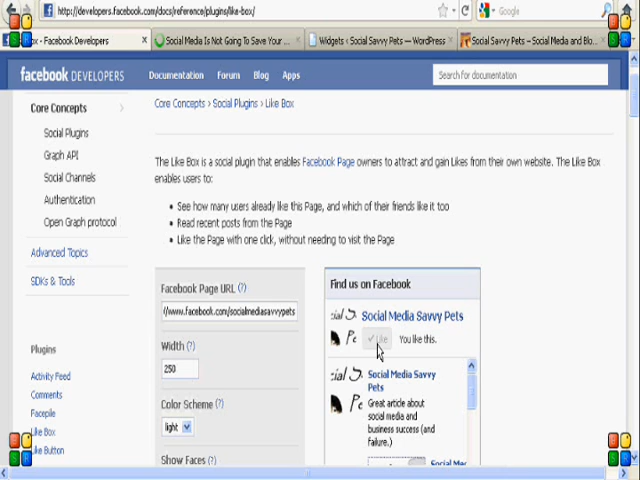 http://developers.facebook.com/docs/reference/plugins/like-box/
Google
ox - Facebook Developers
Social Media Is Not Going To Save Your ...
Widgets ‹ Social Savvy Pets — WordPress
Social Savvy Pets – Social Media and Blo...
facebook DEVELOPERS
Documentation Forum Blog Apps
Search for documentation
Core Concepts
Core Concepts › Social Plugins › Like Box
Social Plugins
Graph API
Social Channels
Authentication
Open Graph protocol
Advanced Topics
SDKs & Tools
Plugins
Activity Feed
Comments
Facepile
Like Box
Like Button
The Like Box is a social plugin that enables Facebook Page owners to attract and gain Likes from their own website. The Like Box
enables users to:
• See how many users already like this Page, and which of their friends like it too
• Read recent posts from the Page
• Like the Page with one click, without needing to visit the Page
Facebook Page URL (?)
//www.facebook.com/socialmediasavvypets
Width (?)
250
Color Scheme (?)
light
Show Faces (?)
Find us on Facebook
cial
Pe
Social Media Savvy Pets
Like
You like this.
cial
Pe
Social Media Savvy
Pets
Great article about
social media and
business success (and
failure.)